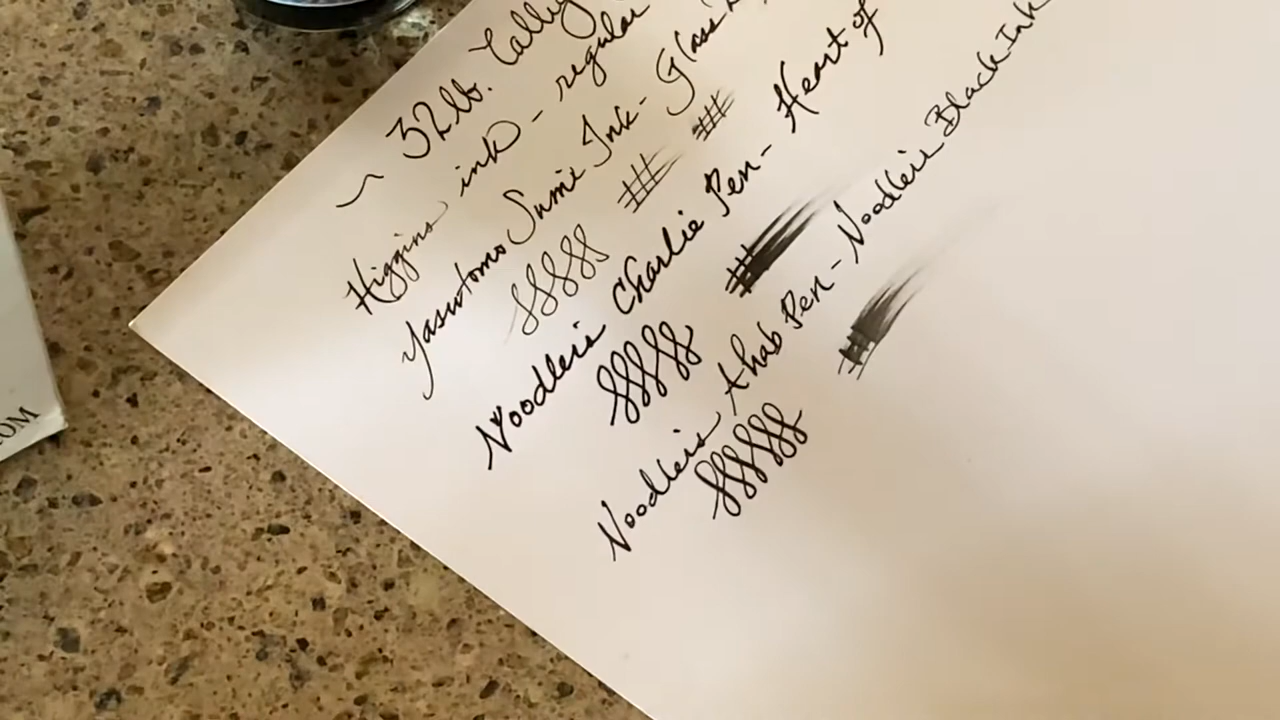 ~ 32lb.
Higgins ink - regular
Yasutomo Sumi Ink - Glass
Noodler's Charlie Pen - Heart of
Noodler's Ahab Pen - Noodler's Black Ink
OM